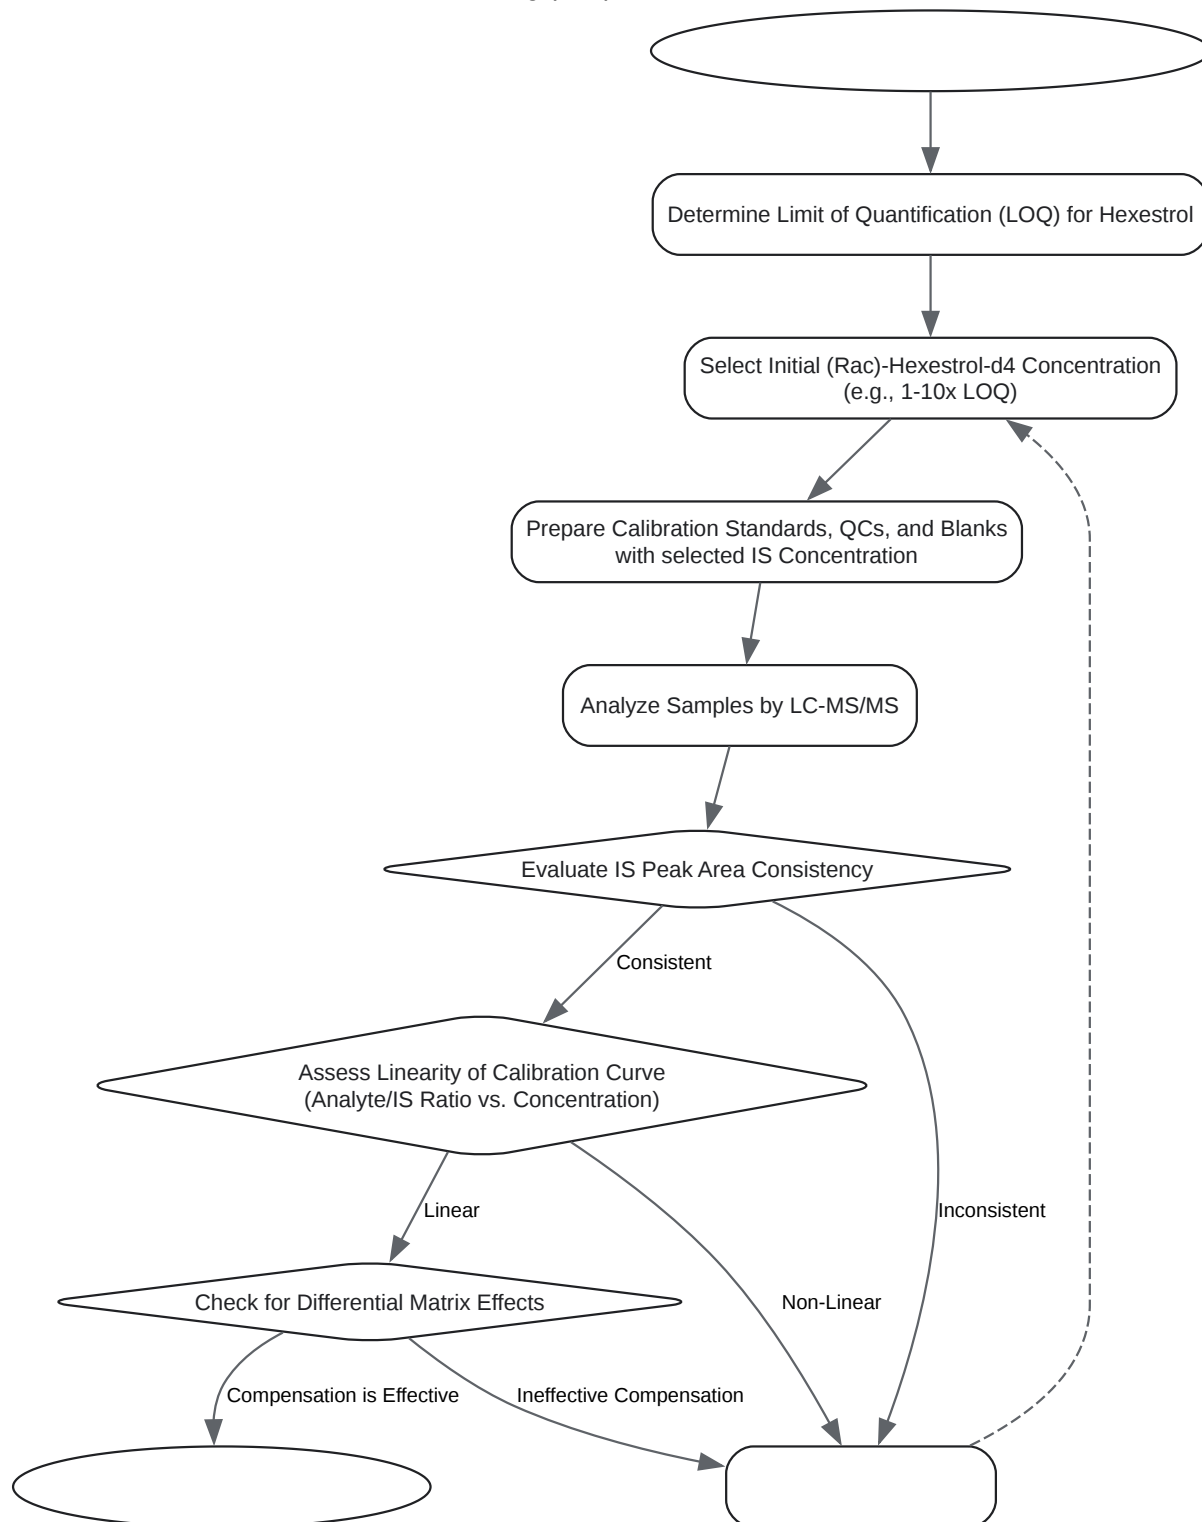 Determine Limit of Quantification (LOQ) for Hexestrol
Select Initial (Rac)-Hexestrol-d4 Concentration
(e.g., 1-10x LOQ)
Prepare Calibration Standards, QCs, and Blanks
with selected IS Concentration
Analyze Samples by LC-MS/MS
Evaluate IS Peak Area Consistency
Consistent
Assess Linearity of Calibration Curve
(Analyte/IS Ratio vs. Concentration)
Linear
Inconsistent
Check for Differential Matrix Effects
Non-Linear
Compensation is Effective
Ineffective Compensation